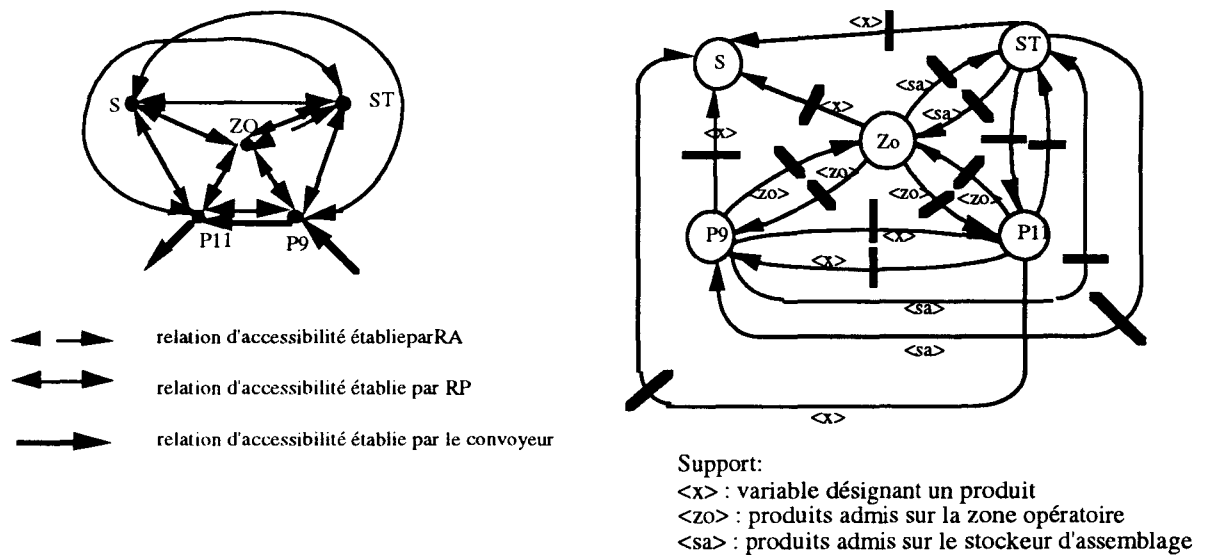 S
ST
ZO
P11
P9
relation d'accessibilité établieparRA
relation d'accessibilité établie par RP
relation d'accessibilité établie par le convoyeur
<x>
S
ST
<sa>
<x>
<sa>
Zo
<x>
<zo>
<zo>
<zo>
<zo>
P9
P11
<x>
<x>
<sa>
<sa>
<x>
Support:
<x> : variable désignant un produit
<zo> : produits admis sur la zone opératoire
<sa> : produits admis sur le stockeur d'assemblage